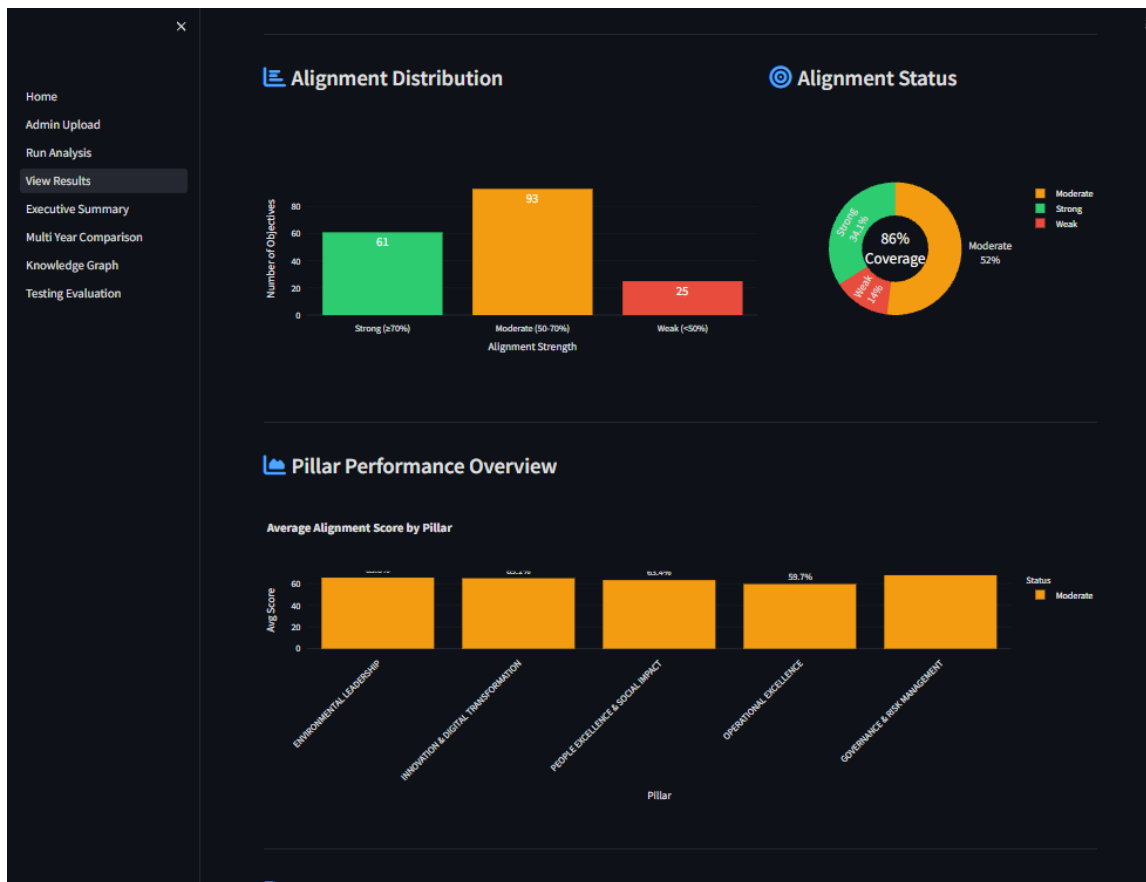 Home
Admin Upload
Run Analysis
View Results
Executive Summary
Multi Year Comparison
Knowledge Graph
Testing Evaluation
Alignment Distribution
Number of Objectives
80
60
40
20
0
61
93
25
Strong (≥70%)
Moderate (50-70%)
Weak (<50%)
Alignment Strength
Alignment Status
Strong
34.1%
Weak
14%
86%
Coverage
Moderate
52%
Moderate
Strong
Weak
Pillar Performance Overview
Average Alignment Score by Pillar
Avg Score
60
40
20
0
63.4%
59.7%
Status
Moderate
ENVIRONMENTAL LEADERSHIP
INNOVATION & DIGITAL TRANSFORMATION
PEOPLE EXCELLENCE & SOCIAL IMPACT
OPERATIONAL EXCELLENCE
GOVERNANCE & RISK MANAGEMENT
Pillar